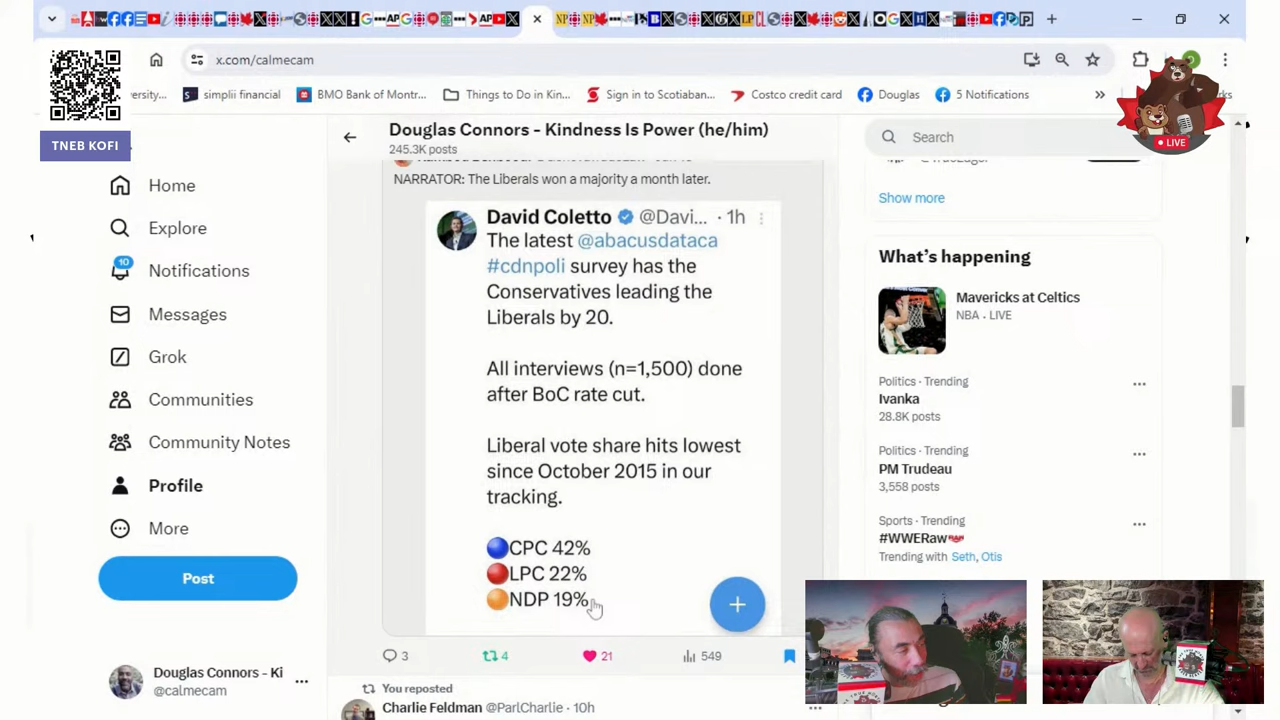 x.com/calmecam
ersity...
simplii financial
BMO Bank of Montr...
Things to Do in Kin...
Sign in to Scotiaban...
Costco credit card
Douglas
5 Notifications
»
LIVE
TNEB KOFI
Home
Explore
10
Notifications
Messages
Grok
Communities
Community Notes
Profile
More
Post
Douglas Connors - Ki
@calmecam
Douglas Connors - Kindness Is Power (he/him)
245.3K posts
NARRATOR: The Liberals won a majority a month later.
David Coletto @Davi... · 1h
The latest @abacusdataca
#cdnpoli survey has the
Conservatives leading the
Liberals by 20.
All interviews (n=1,500) done
after BoC rate cut.
Liberal vote share hits lowest
since October 2015 in our
tracking.
CPC 42%
LPC 22%
NDP 19%
3
4
21
549
You reposted
Charlie Feldman @ParlCharlie · 10h
Search
Show more
What's happening
Mavericks at Celtics
NBA · LIVE
Politics · Trending
Ivanka
28.8K posts
Politics · Trending
PM Trudeau
3,558 posts
Sports · Trending
#WWERaw
Trending with Seth, Otis